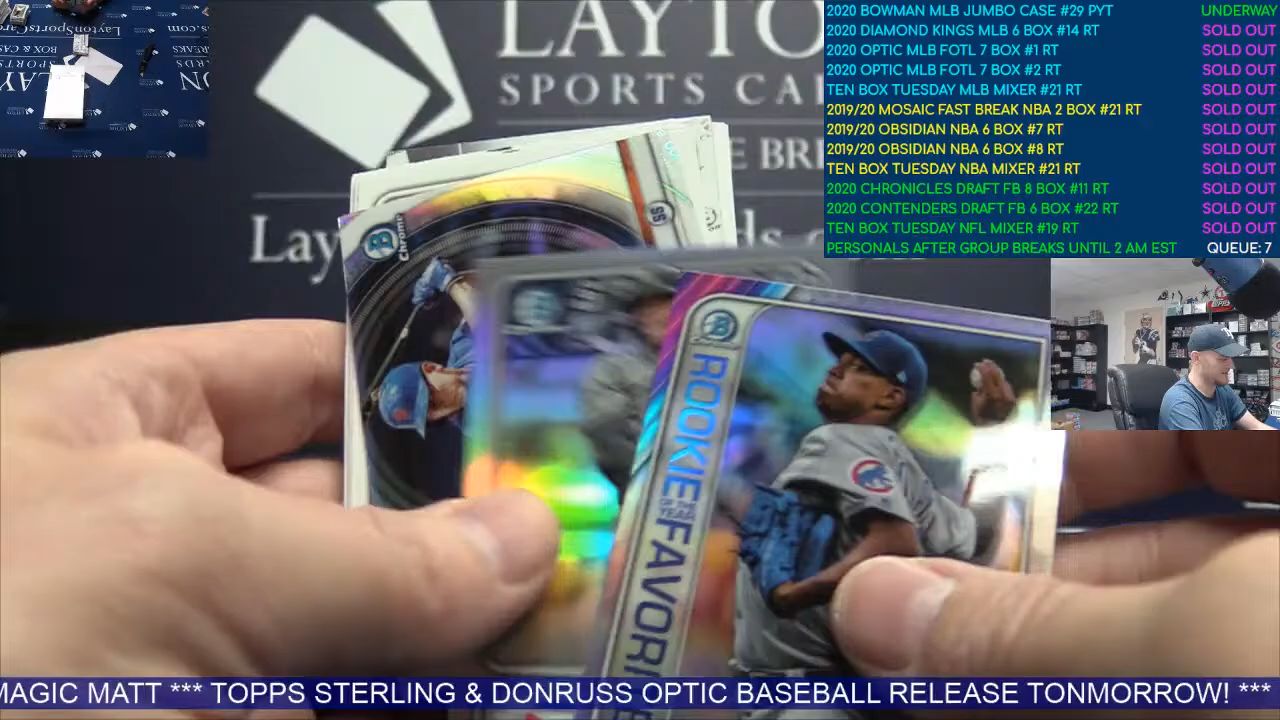 2020 BOWMAN MLB JUMBO CASE #29 PYT UNDERWAY
2020 DIAMOND KINGS MLB 6 BOX #14 RT SOLD OUT
2020 OPTIC MLB FOTL 7 BOX #1 RT SOLD OUT
2020 OPTIC MLB FOTL 7 BOX #2 RT SOLD OUT
TEN BOX TUESDAY MLB MIXER #21 RT SOLD OUT
2019/20 MOSAIC FAST BREAK NBA 2 BOX #21 RT SOLD OUT
2019/20 OBSIDIAN NBA 6 BOX #7 RT SOLD OUT
2019/20 OBSIDIAN NBA 6 BOX #8 RT SOLD OUT
TEN BOX TUESDAY NBA MIXER #21 RT SOLD OUT
2020 CHRONICLES DRAFT FB 8 BOX #11 RT SOLD OUT
2020 CONTENDERS DRAFT FB 6 BOX #22 RT SOLD OUT
TEN BOX TUESDAY NFL MIXER #19 RT SOLD OUT
PERSONALS AFTER GROUP BREAKS UNTIL 2 AM EST QUEUE: 7
LAYTO
SPORTS CA
E BRE
Lay
ds.c
Chrome
SS
ROOKIE
OF THE
YEAR
FAVORI
MAGIC MATT *** TOPPS STERLING & DONRUSS OPTIC BASEBALL RELEASE TONMORROW! ***